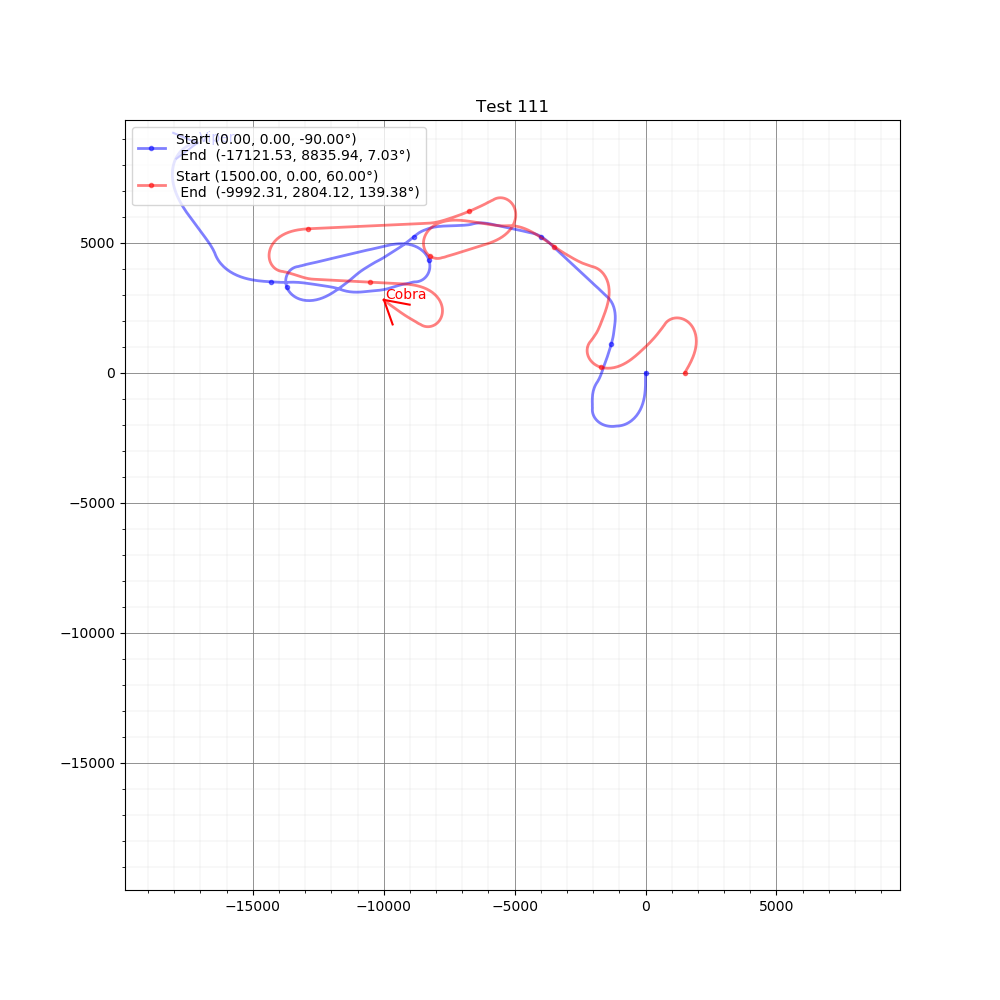 Test 111
Start (0.00, 0.00, -90.00°)
End (-17121.53, 8835.94, 7.03°)
Start (1500.00, 0.00, 60.00°)
End (-9992.31, 2804.12, 139.38°)
Cobra
5000
0
−5000
−10000
−15000
−15000 −10000 −5000 0 5000